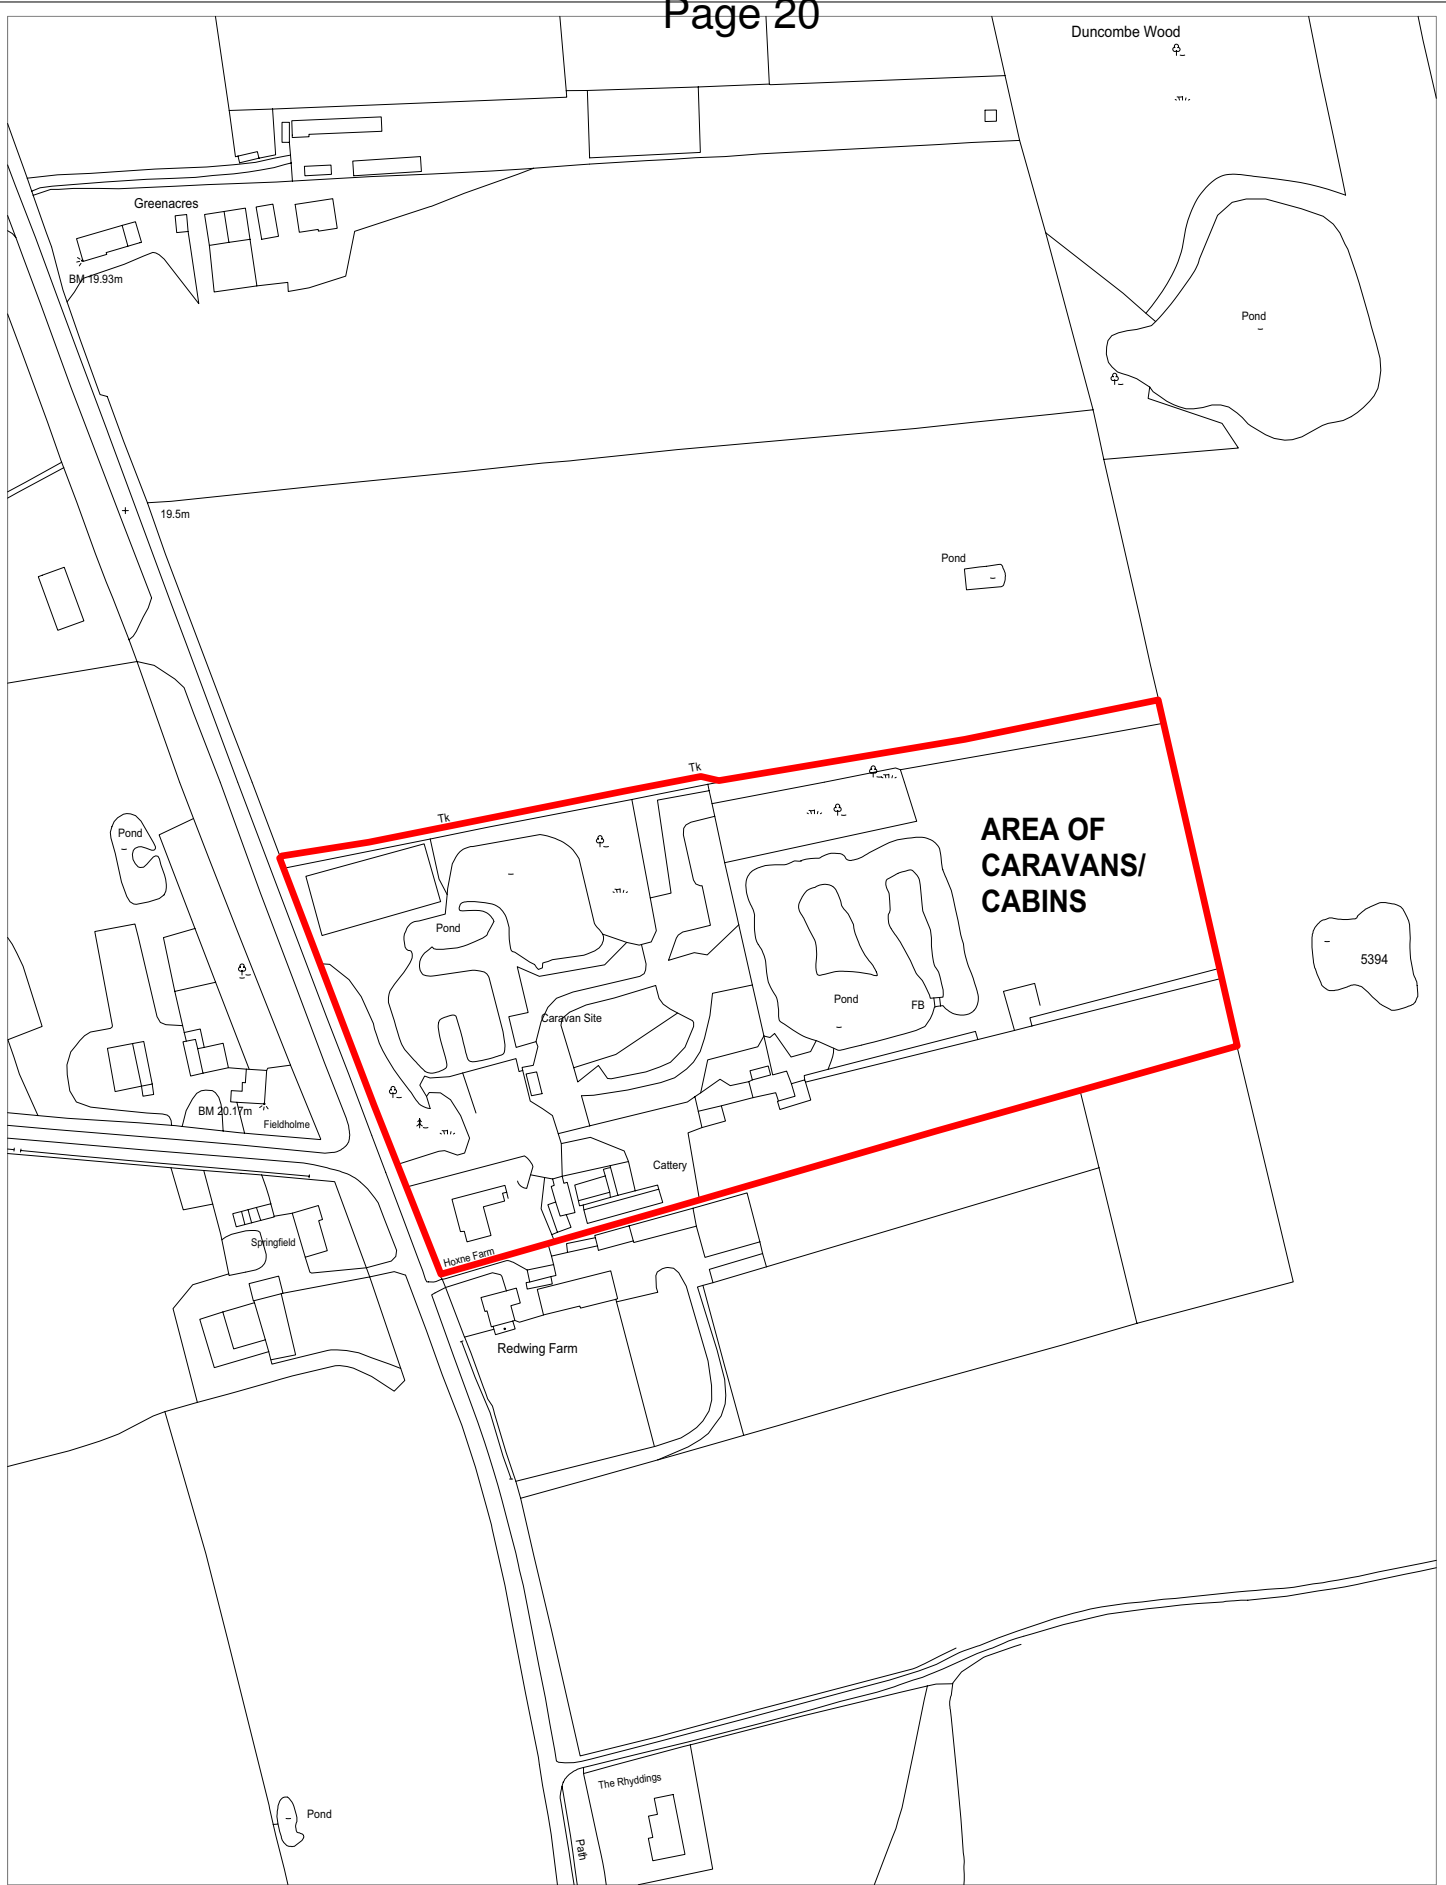 Page 20
Duncombe Wood
Greenacres
BM 19.93m
Pond
19.5m
Pond
Tk
Tk
AREA OF
CARAVANS/
CABINS
Pond
Pond
5394
Pond
FB
Caravan Site
BM 20.17m
Fieldholme
Cattery
Springfield
Hoxne Farm
Redwing Farm
The Rhyddings
Pond
Path